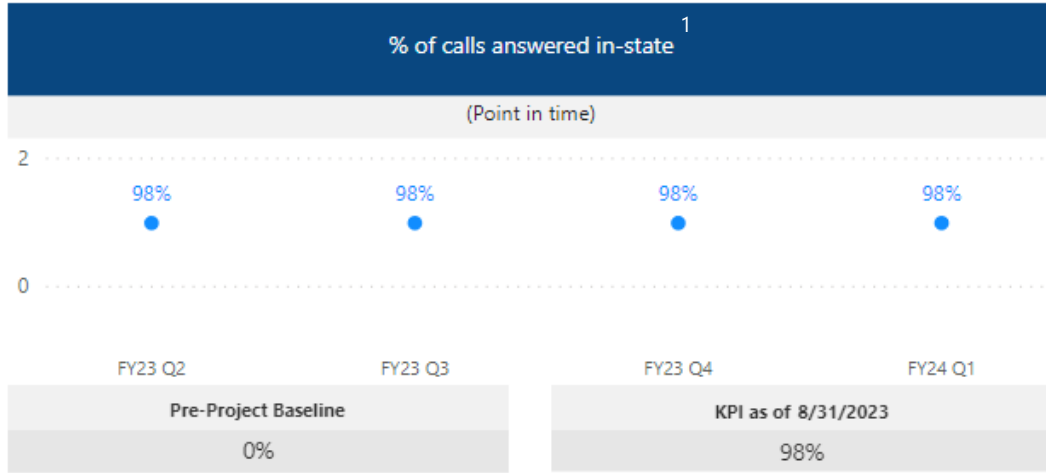 % of calls answered in-state 1
(Point in time)
2
98% 98% 98% 98%
0
FY23 Q2 FY23 Q3 FY23 Q4 FY24 Q1
Pre-Project Baseline KPI as of 8/31/2023
0% 98%